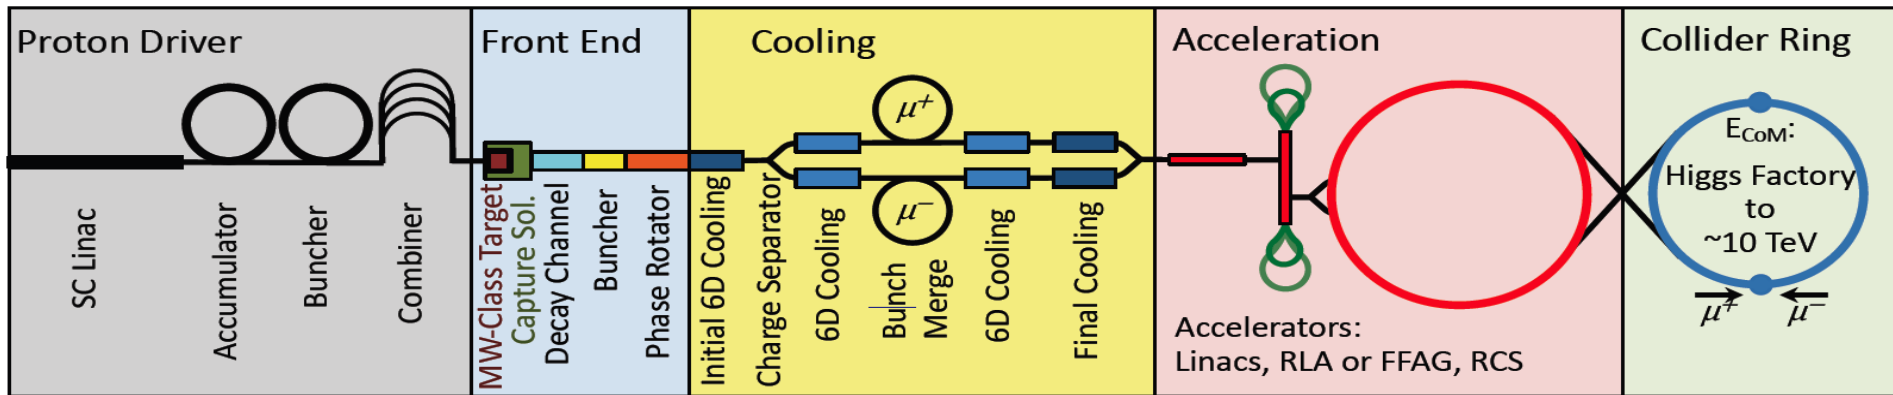 Proton Driver
SC Linac
Accumulator
Buncher
Combiner
Front End
MW-Class Target
Capture Sol.
Decay Channel
Buncher
Phase Rotator
Cooling
μ+
μ−
Initial 6D Cooling
Charge Separator
6D Cooling
Bunch
Merge
6D Cooling
Final Cooling
Acceleration
Accelerators:
Linacs, RLA or FFAG, RCS
Collider Ring
ECoM:
Higgs Factory
to
~10 TeV
μ+ μ−